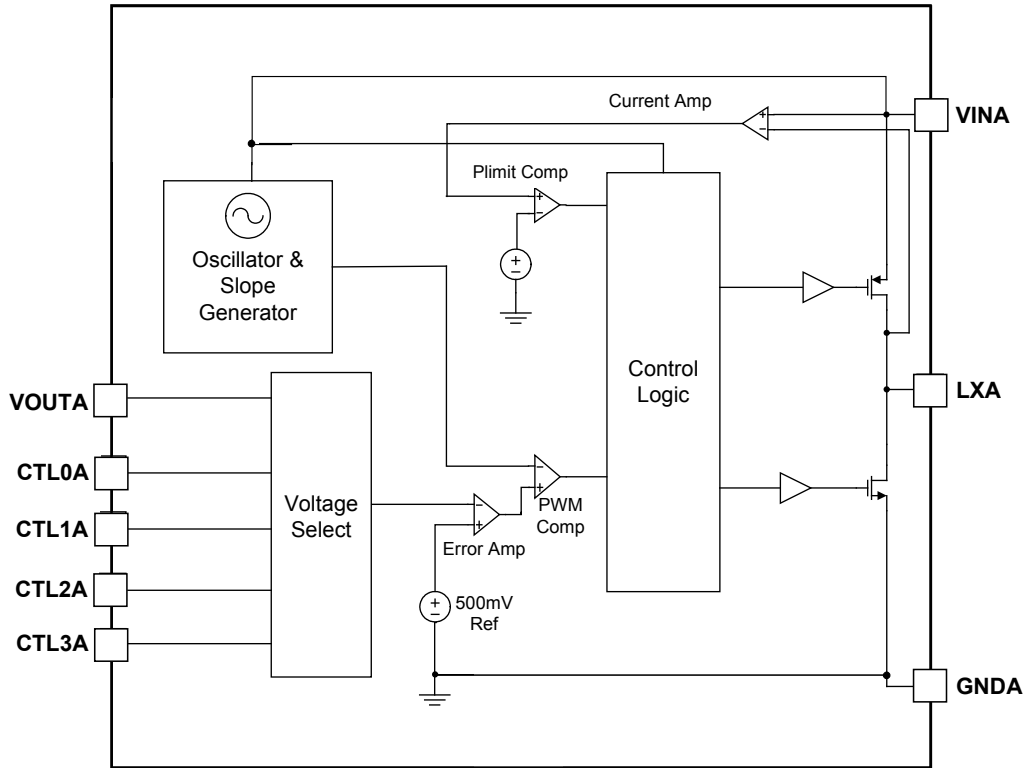 Current Amp
VINA
Plimit Comp
Oscillator &
Slope
Generator
Control
Logic
LXA
VOUTA
CTL0A
CTL1A
CTL2A
CTL3A
Voltage
Select
PWM
Comp
Error Amp
500mV
Ref
GNDA